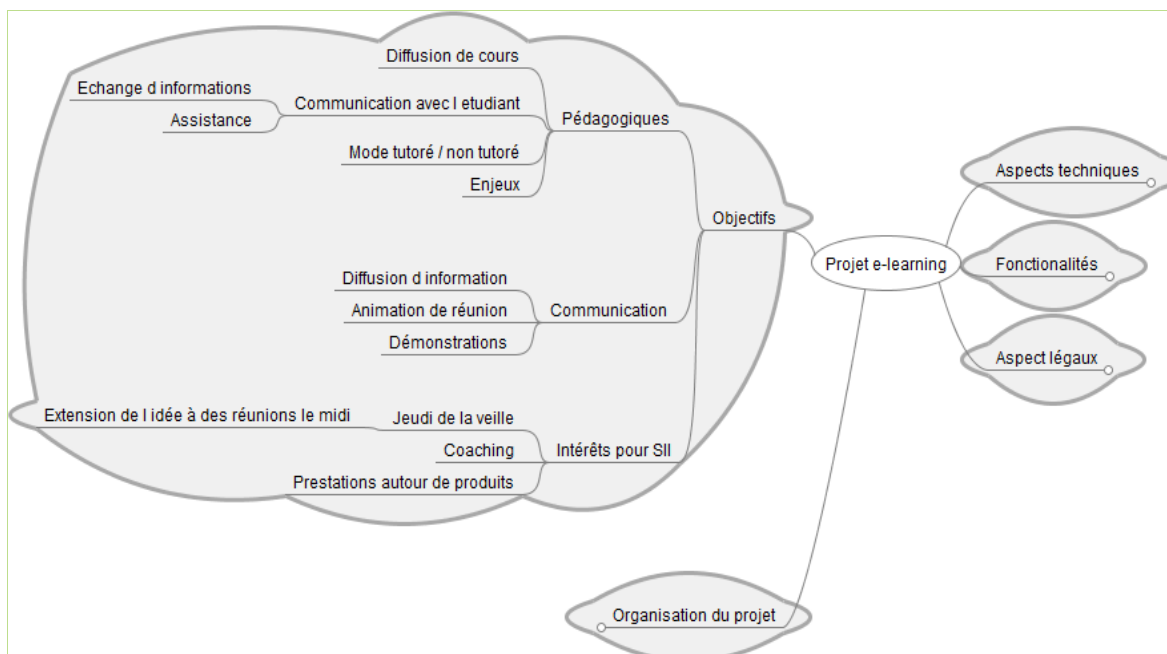 Diffusion de cours
Echange d informations
Assistance
Communication avec l etudiant
Mode tutoré / non tutoré
Enjeux
Pédagogiques
Diffusion d information
Animation de réunion
Démonstrations
Communication
Extension de l idée à des réunions le midi
Jeudi de la veille
Coaching
Prestations autour de produits
Intérêts pour SII
Objectifs
Projet e-learning
Aspects techniques
Fonctionalités
Aspect légaux
Organisation du projet